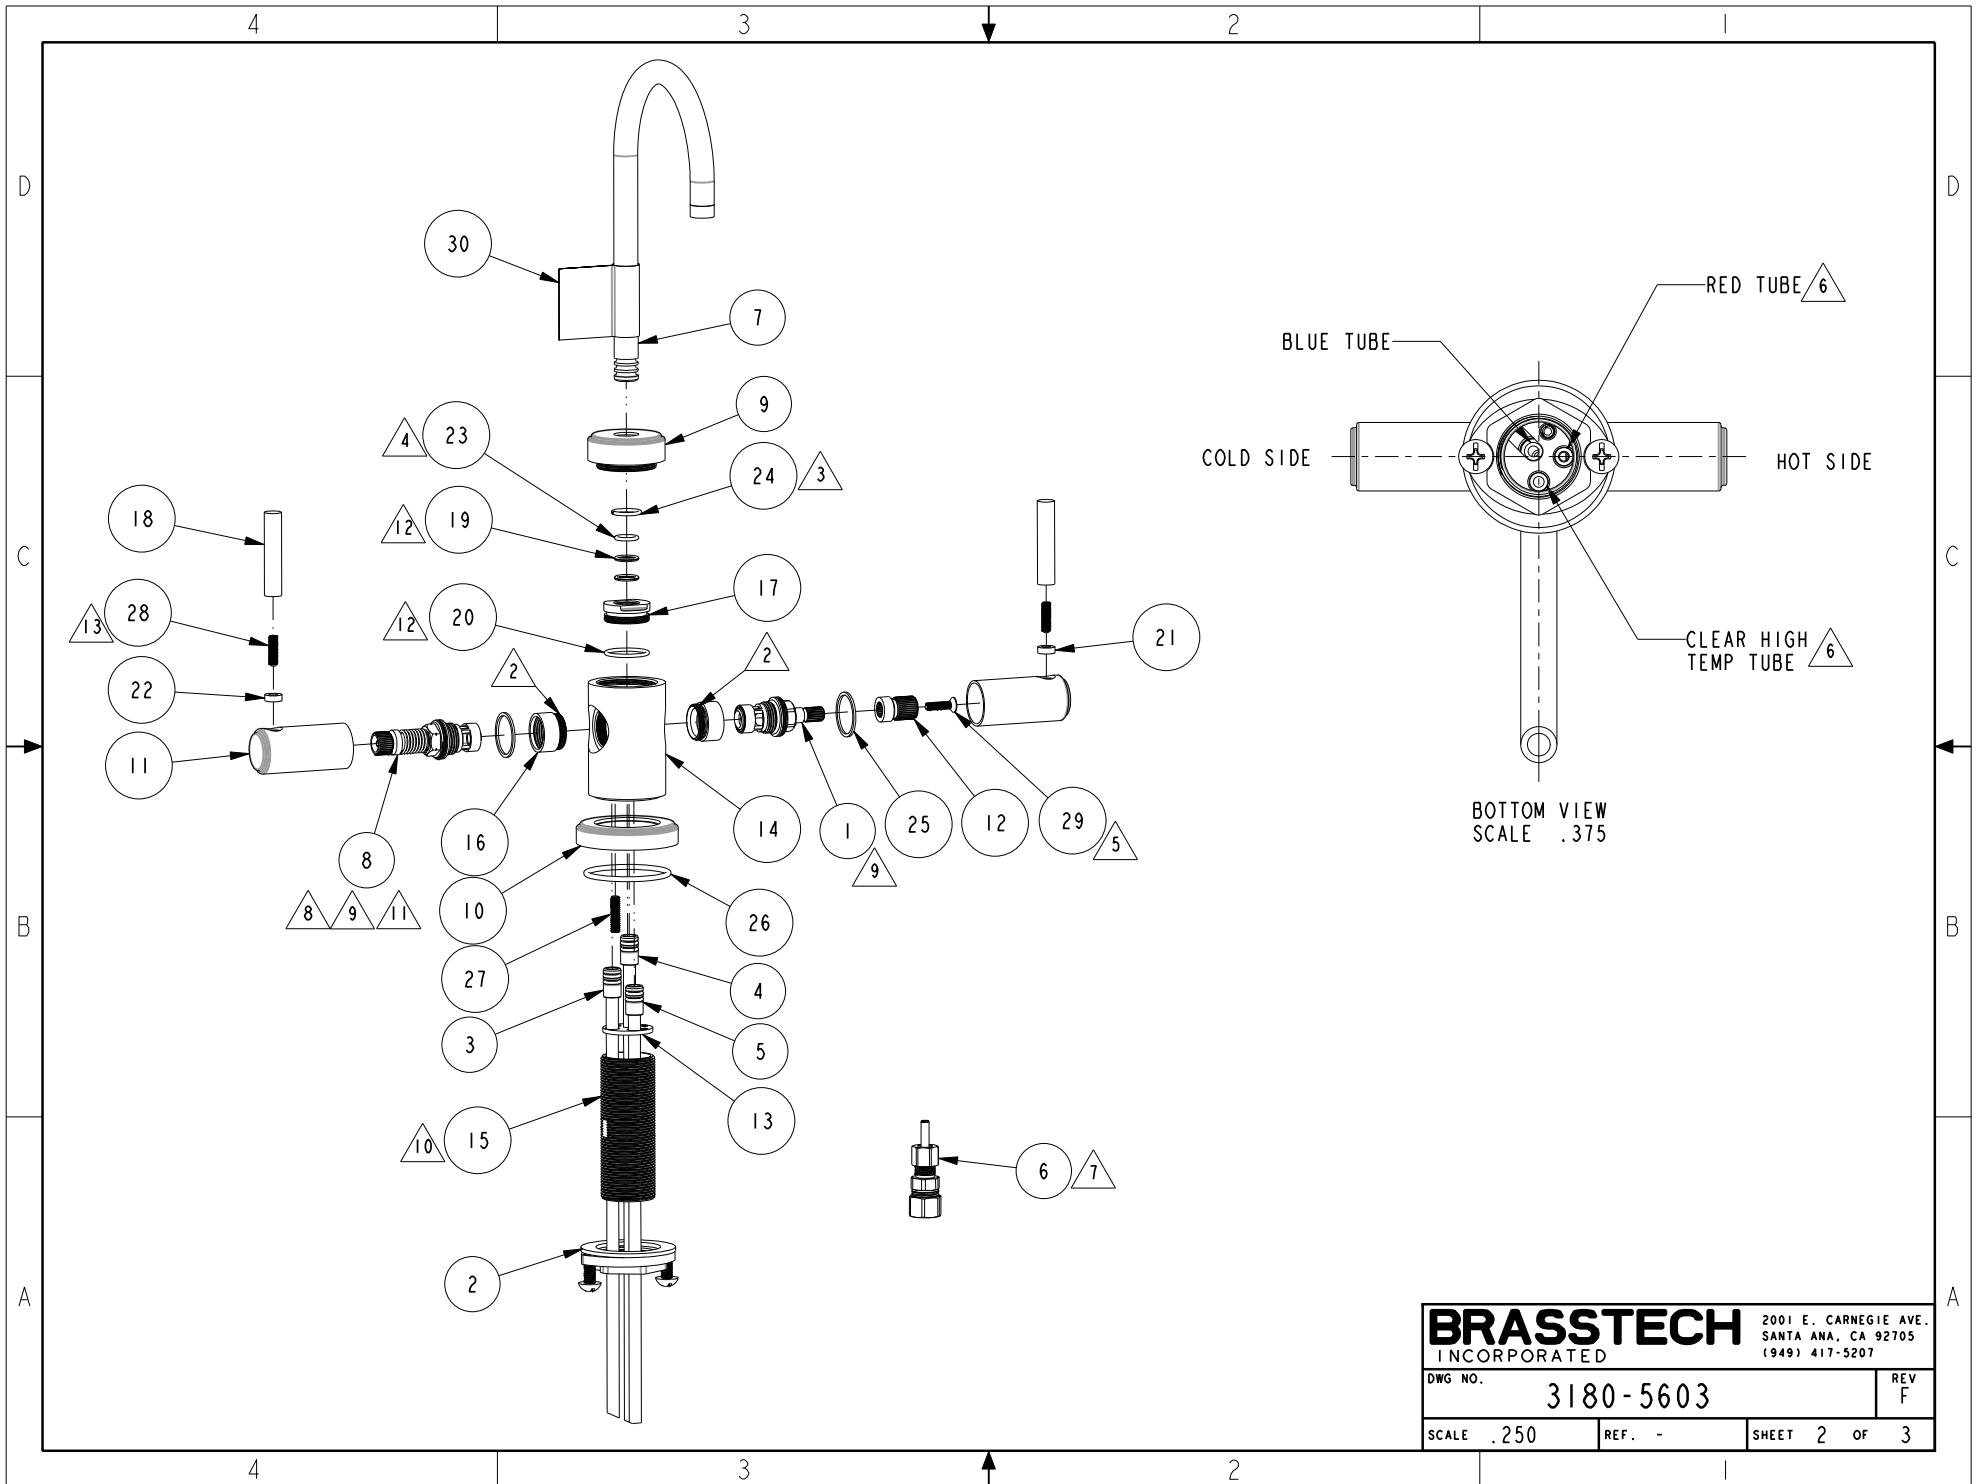 4 3 2 1
D D
30
7
RED TUBE 6
BLUE TUBE
9
4 23
24 3
COLD SIDE
HOT SIDE
18
12 19
C C
17
13 28
12 20
2
21
CLEAR HIGH
TEMP TUBE 6
22
2
11
16
14
1
25
12
29
5
BOTTOM VIEW
SCALE .375
8
9
8 9 11
10
26
B B
27
4
3
5
13
10 15
6 7
2
A A
BRASSTECH
INCORPORATED
2001 E. CARNEGIE AVE.
SANTA ANA, CA 92705
(949) 417-5207
DWG NO.
3180-5603
REV
F
SCALE .250
REF. -
SHEET 2 OF 3
4 3 2 1